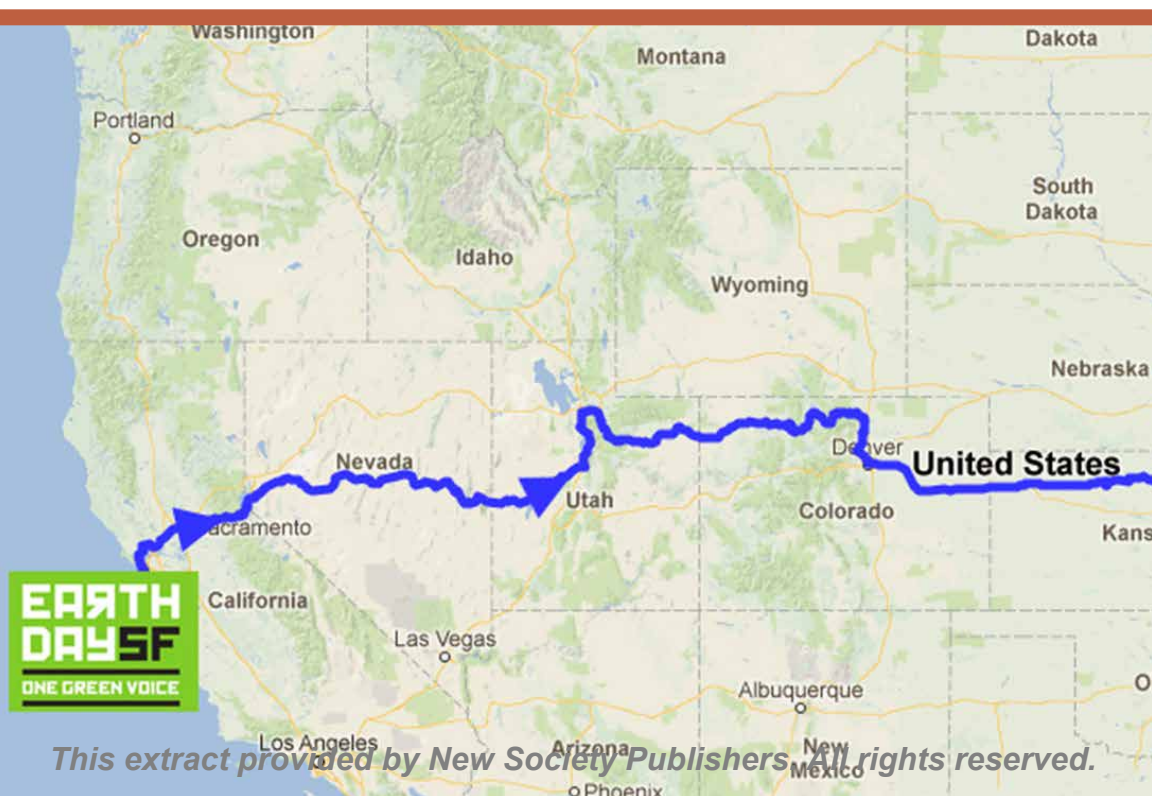 Washington
Dakota
Montana
Portland
South
Dakota
Oregon
Idaho
Wyoming
Nebraska
Denver
Nevada
United States
Utah
Colorado
acramento
Kans
EARTH
DAYSF
ONE GREEN VOICE
California
Las Vegas
Albuquerque
O
Los Angeles
Arizona
New
Mexico
This extract provided by New Society Publishers. All rights reserved.
Phoenix